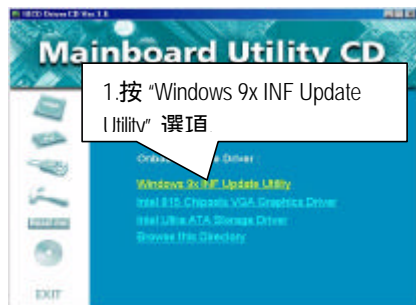 Mainboard Utility CD
1.按 “Windows 9x INF Update
Utility” 選項
Driver
Windows 9x INF Update Utility
Intel 815 Chipsets VGA Graphics Driver
Intel Ultra ATA Storage Driver
Browse this Directory
EXIT